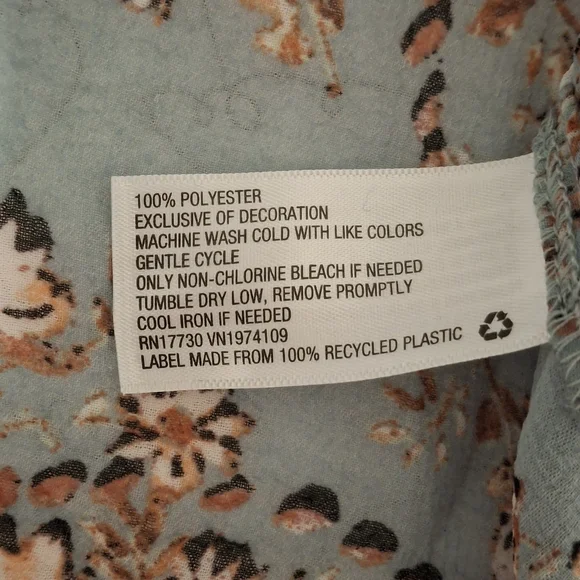 100% POLYESTER
EXCLUSIVE OF DECORATION
MACHINE WASH COLD WITH LIKE COLORS
GENTLE CYCLE
ONLY NON-CHLORINE BLEACH IF NEEDED
TUMBLE DRY LOW, REMOVE PROMPTLY
COOL IRON IF NEEDED
RN17730 VN1974109
LABEL MADE FROM 100% RECYCLED PLASTIC